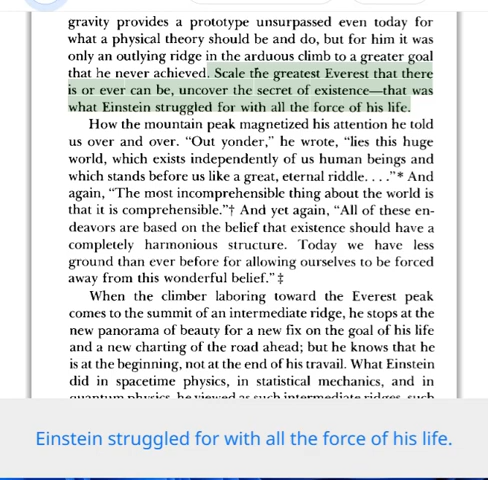 gravity provides a prototype unsurpassed even today for
what a physical theory should be and do, but for him it was
only an outlying ridge in the arduous climb to a greater goal
that he never achieved. Scale the greatest Everest that there
is or ever can be, uncover the secret of existence—that was
what Einstein struggled for with all the force of his life.
How the mountain peak magnetized his attention he told
us over and over. “Out yonder,” he wrote, “lies this huge
world, which exists independently of us human beings and
which stands before us like a great, eternal riddle. . . .”* And
again, “The most incomprehensible thing about the world is
that it is comprehensible.”† And yet again, “All of these en-
deavors are based on the belief that existence should have a
completely harmonious structure. Today we have less
ground than ever before for allowing ourselves to be forced
away from this wonderful belief.”‡
When the climber laboring toward the Everest peak
comes to the summit of an intermediate ridge, he stops at the
new panorama of beauty for a new fix on the goal of his life
and a new charting of the road ahead; but he knows that he
is at the beginning, not at the end of his travail. What Einstein
did in spacetime physics, in statistical mechanics, and in
quantum physics, he viewed as such intermediate ridges, such
Einstein struggled for with all the force of his life.